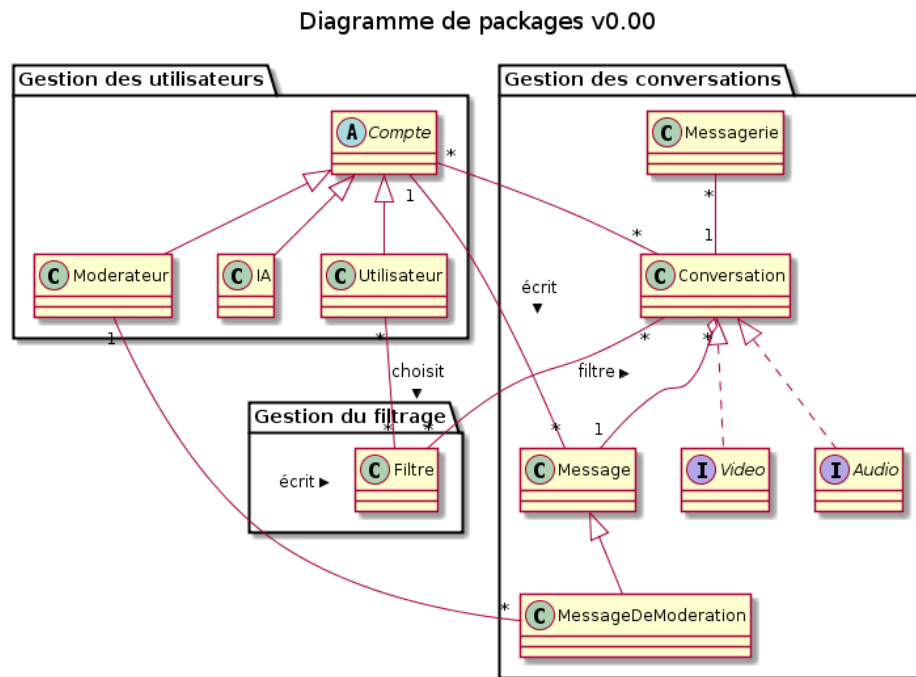 Diagramme de packages v0.00
Gestion des utilisateurs
Gestion des conversations
A Compte
C Messagerie
*
*
1
*
1
C Moderateur
C IA
C Utilisateur
C Conversation
écrit ▼
1
*
*
*
choisit ▼
filtre ►
Gestion du filtrage
*
*
*
1
C Filtre
écrit ►
C Message
I Video
I Audio
*
C MessageDeModeration